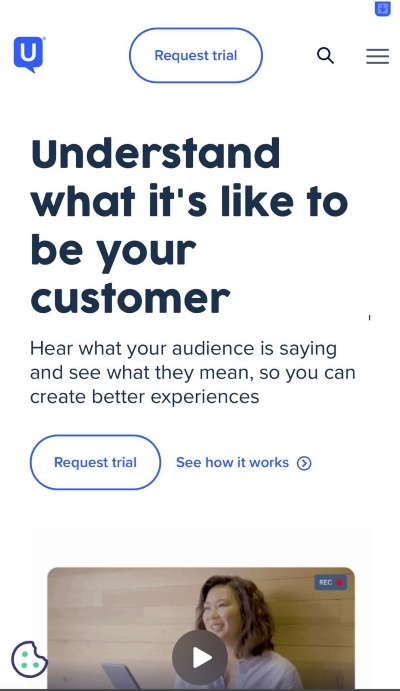 U
Request trial
Understand
what it's like to
be your
customer
Hear what your audience is saying
and see what they mean, so you can
create better experiences
Request trial
See how it works
REC